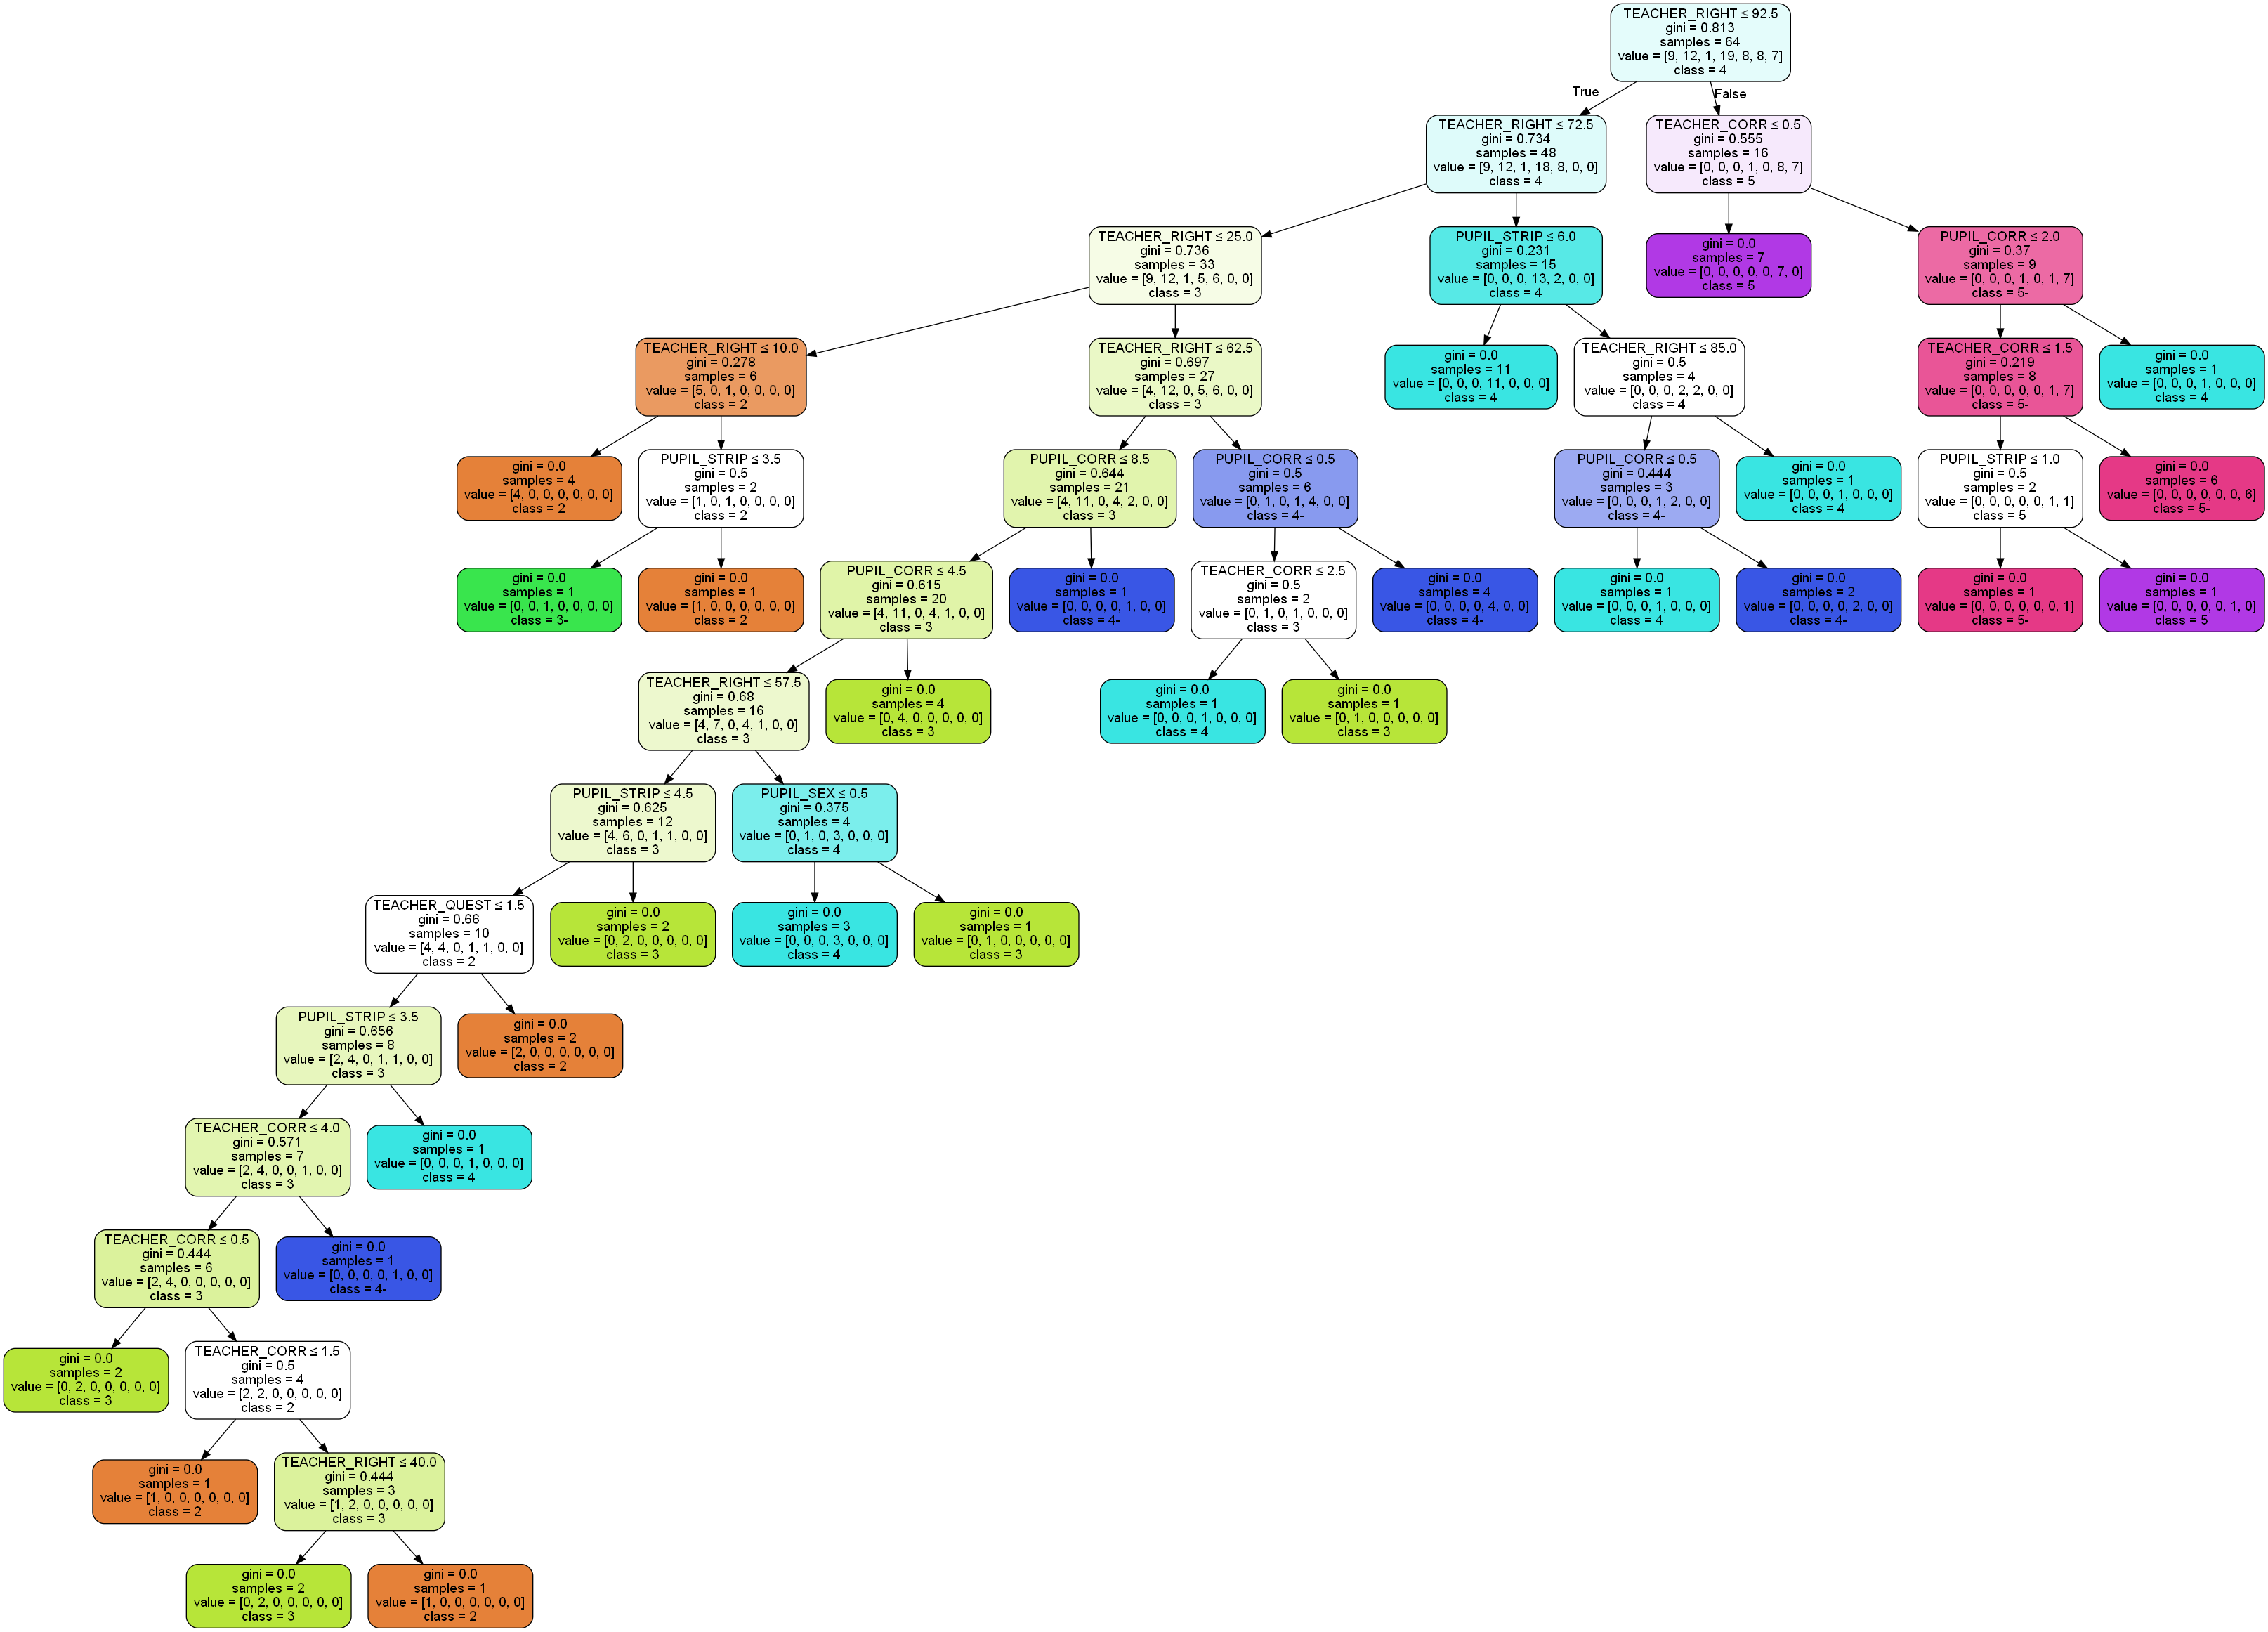 TEACHER_RIGHT ≤ 92.5
gini = 0.813
samples = 64
value = [9, 12, 1, 19, 8, 8, 7]
class = 4
True
False
TEACHER_RIGHT ≤ 72.5
gini = 0.734
samples = 48
value = [9, 12, 1, 18, 8, 0, 0]
class = 4
TEACHER_CORR ≤ 0.5
gini = 0.555
samples = 16
value = [0, 0, 0, 1, 0, 8, 7]
class = 5
TEACHER_RIGHT ≤ 25.0
gini = 0.736
samples = 33
value = [9, 12, 1, 5, 6, 0, 0]
class = 3
PUPIL_STRIP ≤ 6.0
gini = 0.231
samples = 15
value = [0, 0, 0, 13, 2, 0, 0]
class = 4
gini = 0.0
samples = 7
value = [0, 0, 0, 0, 0, 7, 0]
class = 5
PUPIL_CORR ≤ 2.0
gini = 0.37
samples = 9
value = [0, 0, 0, 1, 0, 1, 7]
class = 5-
TEACHER_RIGHT ≤ 10.0
gini = 0.278
samples = 6
value = [5, 0, 1, 0, 0, 0, 0]
class = 2
TEACHER_RIGHT ≤ 62.5
gini = 0.697
samples = 27
value = [4, 12, 0, 5, 6, 0, 0]
class = 3
gini = 0.0
samples = 11
value = [0, 0, 0, 11, 0, 0, 0]
class = 4
TEACHER_RIGHT ≤ 85.0
gini = 0.5
samples = 4
value = [0, 0, 0, 2, 2, 0, 0]
class = 4
TEACHER_CORR ≤ 1.5
gini = 0.219
samples = 8
value = [0, 0, 0, 0, 0, 1, 7]
class = 5-
gini = 0.0
samples = 1
value = [0, 0, 0, 1, 0, 0, 0]
class = 4
gini = 0.0
samples = 4
value = [4, 0, 0, 0, 0, 0, 0]
class = 2
PUPIL_STRIP ≤ 3.5
gini = 0.5
samples = 2
value = [1, 0, 1, 0, 0, 0, 0]
class = 2
PUPIL_CORR ≤ 8.5
gini = 0.644
samples = 21
value = [4, 11, 0, 4, 2, 0, 0]
class = 3
PUPIL_CORR ≤ 0.5
gini = 0.5
samples = 6
value = [0, 1, 0, 1, 4, 0, 0]
class = 4-
PUPIL_CORR ≤ 0.5
gini = 0.444
samples = 3
value = [0, 0, 0, 1, 2, 0, 0]
class = 4-
gini = 0.0
samples = 1
value = [0, 0, 0, 1, 0, 0, 0]
class = 4
PUPIL_STRIP ≤ 1.0
gini = 0.5
samples = 2
value = [0, 0, 0, 0, 0, 1, 1]
class = 5
gini = 0.0
samples = 6
value = [0, 0, 0, 0, 0, 0, 6]
class = 5-
gini = 0.0
samples = 1
value = [0, 0, 1, 0, 0, 0, 0]
class = 3-
gini = 0.0
samples = 1
value = [1, 0, 0, 0, 0, 0, 0]
class = 2
PUPIL_CORR ≤ 4.5
gini = 0.615
samples = 20
value = [4, 11, 0, 4, 1, 0, 0]
class = 3
gini = 0.0
samples = 1
value = [0, 0, 0, 0, 1, 0, 0]
class = 4-
TEACHER_CORR ≤ 2.5
gini = 0.5
samples = 2
value = [0, 1, 0, 1, 0, 0, 0]
class = 3
gini = 0.0
samples = 4
value = [0, 0, 0, 0, 4, 0, 0]
class = 4-
gini = 0.0
samples = 1
value = [0, 0, 0, 1, 0, 0, 0]
class = 4
gini = 0.0
samples = 2
value = [0, 0, 0, 0, 2, 0, 0]
class = 4-
gini = 0.0
samples = 1
value = [0, 0, 0, 0, 0, 0, 1]
class = 5-
gini = 0.0
samples = 1
value = [0, 0, 0, 0, 0, 1, 0]
class = 5
TEACHER_RIGHT ≤ 57.5
gini = 0.68
samples = 16
value = [4, 7, 0, 4, 1, 0, 0]
class = 3
gini = 0.0
samples = 4
value = [0, 4, 0, 0, 0, 0, 0]
class = 3
gini = 0.0
samples = 1
value = [0, 0, 0, 1, 0, 0, 0]
class = 4
gini = 0.0
samples = 1
value = [0, 1, 0, 0, 0, 0, 0]
class = 3
PUPIL_STRIP ≤ 4.5
gini = 0.625
samples = 12
value = [4, 6, 0, 1, 1, 0, 0]
class = 3
PUPIL_SEX ≤ 0.5
gini = 0.375
samples = 4
value = [0, 1, 0, 3, 0, 0, 0]
class = 4
TEACHER_QUEST ≤ 1.5
gini = 0.66
samples = 10
value = [4, 4, 0, 1, 1, 0, 0]
class = 2
gini = 0.0
samples = 2
value = [0, 2, 0, 0, 0, 0, 0]
class = 3
gini = 0.0
samples = 3
value = [0, 0, 0, 3, 0, 0, 0]
class = 4
gini = 0.0
samples = 1
value = [0, 1, 0, 0, 0, 0, 0]
class = 3
PUPIL_STRIP ≤ 3.5
gini = 0.656
samples = 8
value = [2, 4, 0, 1, 1, 0, 0]
class = 3
gini = 0.0
samples = 2
value = [2, 0, 0, 0, 0, 0, 0]
class = 2
TEACHER_CORR ≤ 4.0
gini = 0.571
samples = 7
value = [2, 4, 0, 0, 1, 0, 0]
class = 3
gini = 0.0
samples = 1
value = [0, 0, 0, 1, 0, 0, 0]
class = 4
TEACHER_CORR ≤ 0.5
gini = 0.444
samples = 6
value = [2, 4, 0, 0, 0, 0, 0]
class = 3
gini = 0.0
samples = 1
value = [0, 0, 0, 0, 1, 0, 0]
class = 4-
gini = 0.0
samples = 2
value = [0, 2, 0, 0, 0, 0, 0]
class = 3
TEACHER_CORR ≤ 1.5
gini = 0.5
samples = 4
value = [2, 2, 0, 0, 0, 0, 0]
class = 2
gini = 0.0
samples = 1
value = [1, 0, 0, 0, 0, 0, 0]
class = 2
TEACHER_RIGHT ≤ 40.0
gini = 0.444
samples = 3
value = [1, 2, 0, 0, 0, 0, 0]
class = 3
gini = 0.0
samples = 2
value = [0, 2, 0, 0, 0, 0, 0]
class = 3
gini = 0.0
samples = 1
value = [1, 0, 0, 0, 0, 0, 0]
class = 2